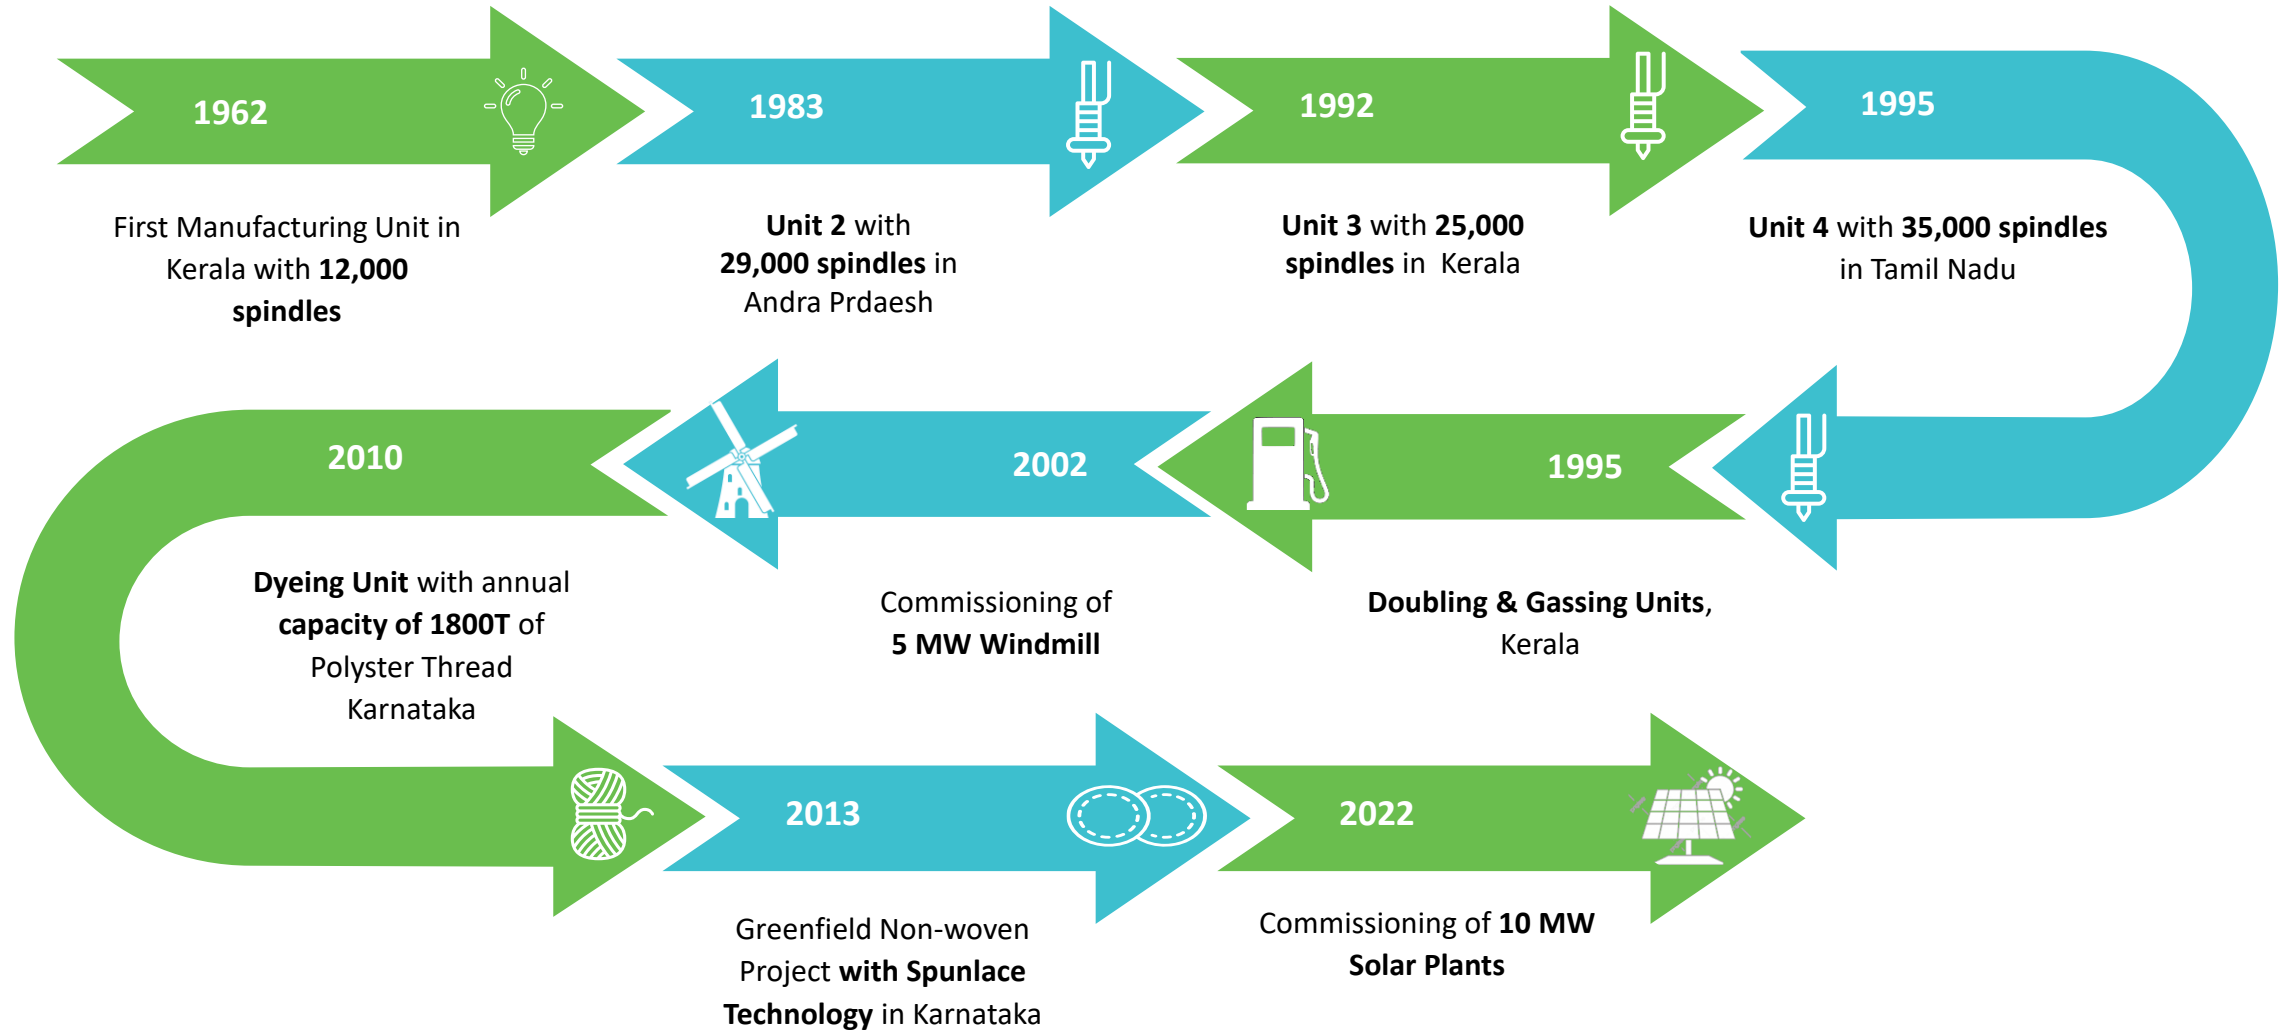 1962
First Manufacturing Unit in
Kerala with 12,000
spindles
1983
Unit 2 with
29,000 spindles in
Andra Prdaesh
1992
Unit 3 with 25,000
spindles in Kerala
1995
Unit 4 with 35,000 spindles
in Tamil Nadu
1995
Doubling & Gassing Units,
Kerala
2002
Commissioning of
5 MW Windmill
2010
Dyeing Unit with annual
capacity of 1800T of
Polyster Thread
Karnataka
2013
Greenfield Non-woven
Project with Spunlace
Technology in Karnataka
2022
Commissioning of 10 MW
Solar Plants